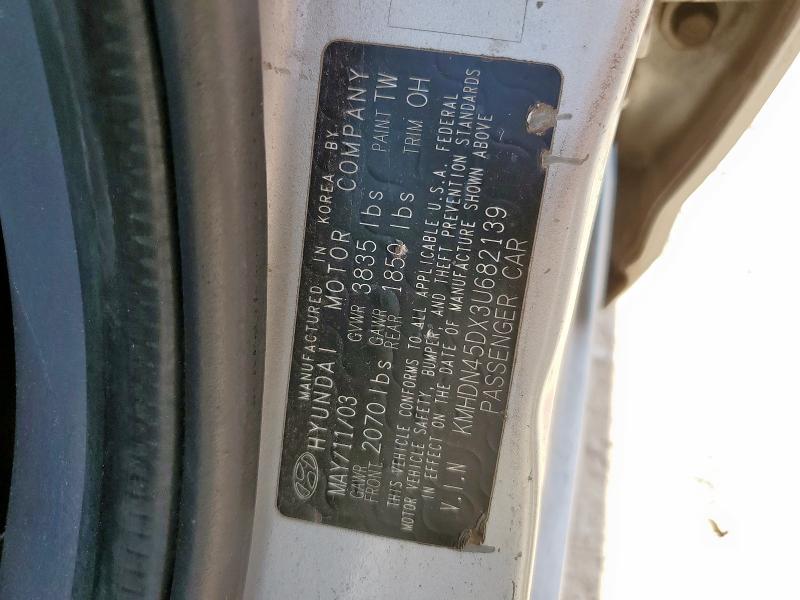 MANUFACTURED IN KOREA BY
HYUNDAI MOTOR COMPANY
MAY/11/03 GVWR 3835 lbs PAINT TW
GAWR FRONT 2070 lbs GAWR REAR 1850 lbs TRIM OH
THIS VEHICLE CONFORMS TO ALL APPLICABLE U.S.A. FEDERAL
MOTOR VEHICLE SAFETY, BUMPER, AND THEFT PREVENTION STANDARDS
IN EFFECT ON THE DATE OF MANUFACTURE SHOWN ABOVE
V.I.N KMHDN45DX3U682139
PASSENGER CAR